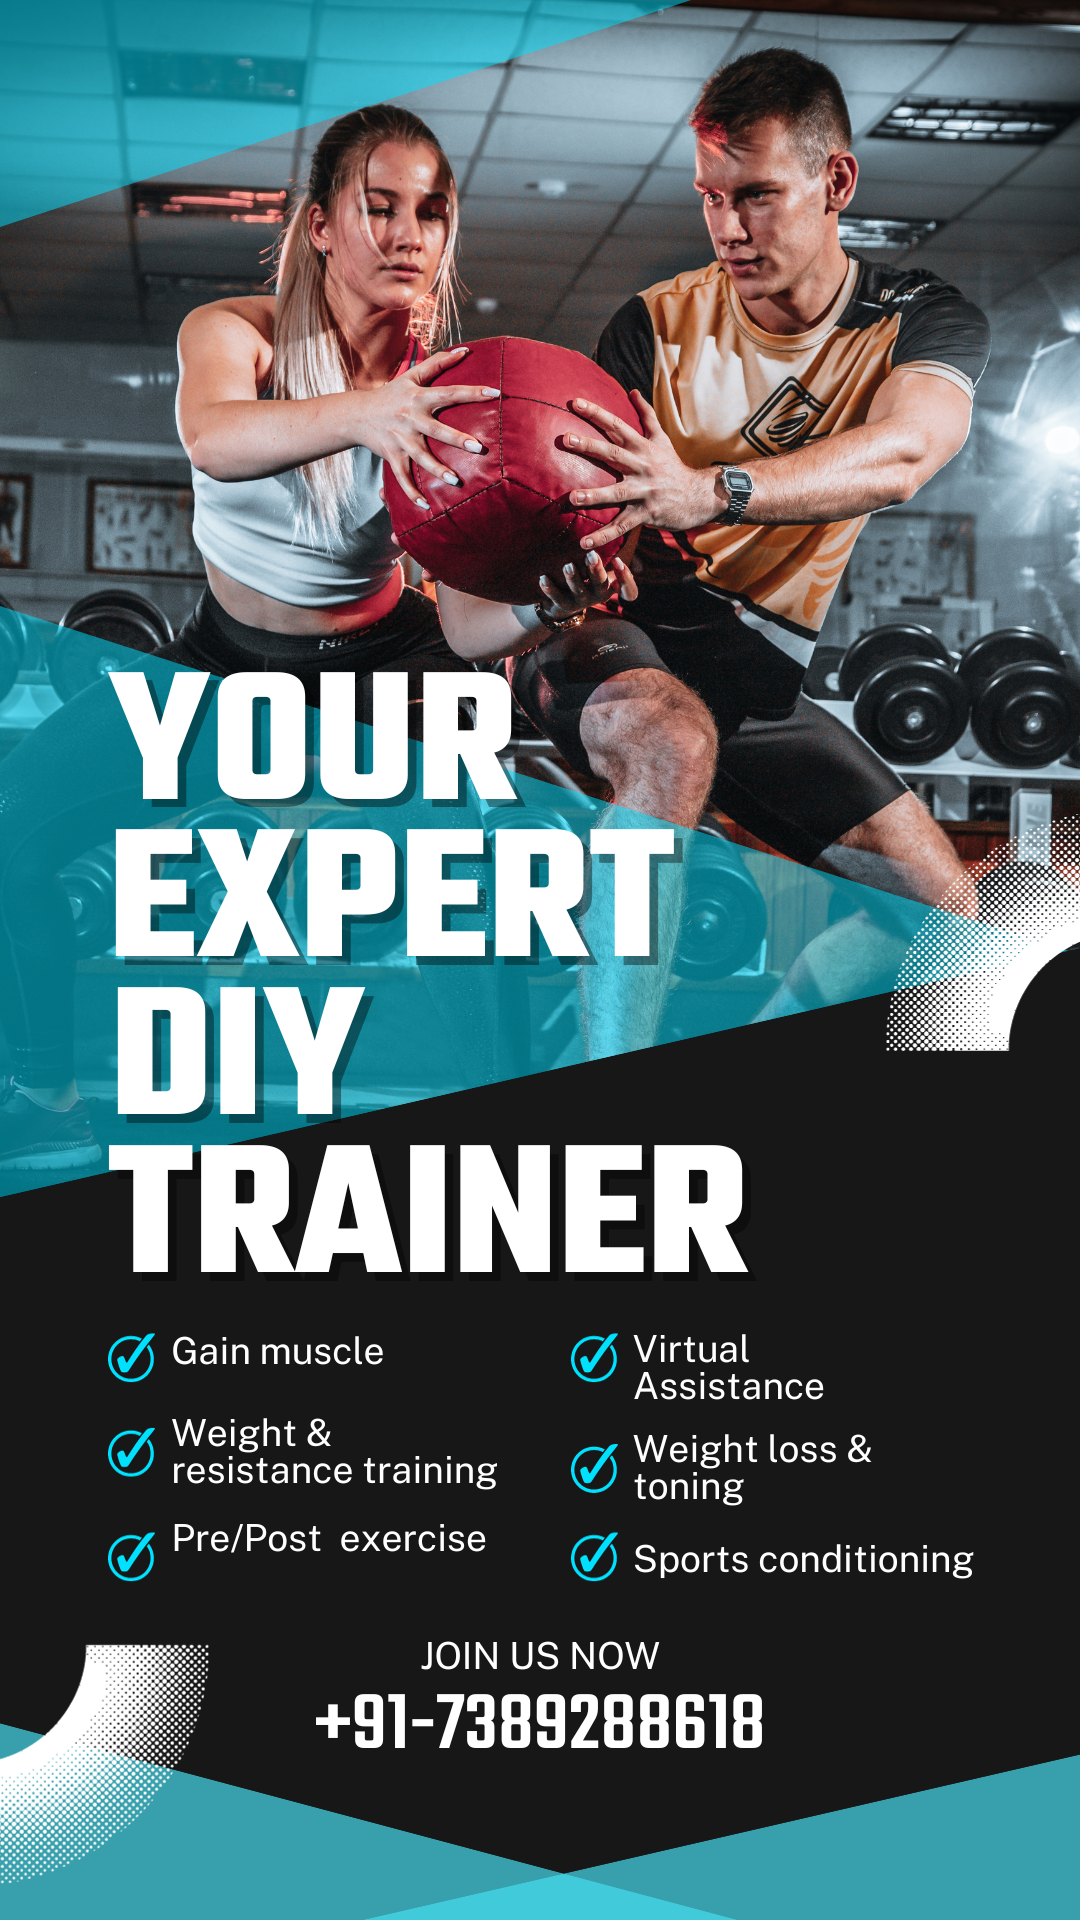 YOUR
EXPERT
DIY
TRAINER
Gain muscle
Weight &
resistance training
Pre/Post exercise
Virtual
Assistance
Weight loss &
toning
Sports conditioning
JOIN US NOW
+91-7389288618